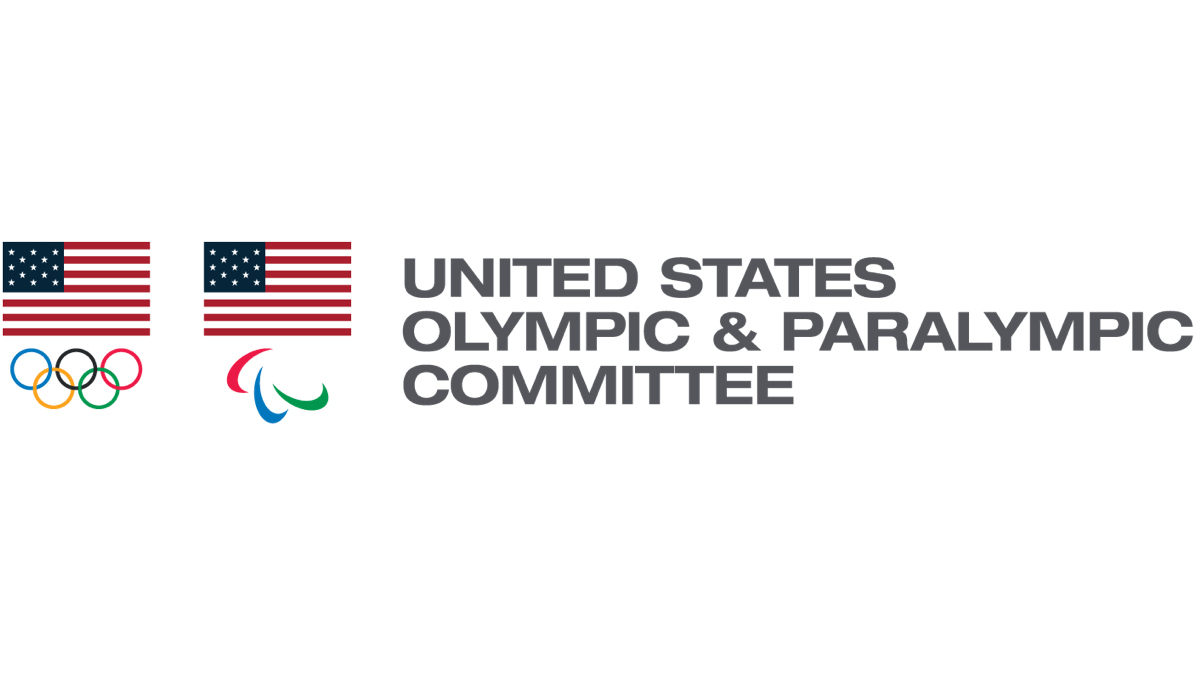 UNITED STATES
OLYMPIC & PARALYMPIC
COMMITTEE